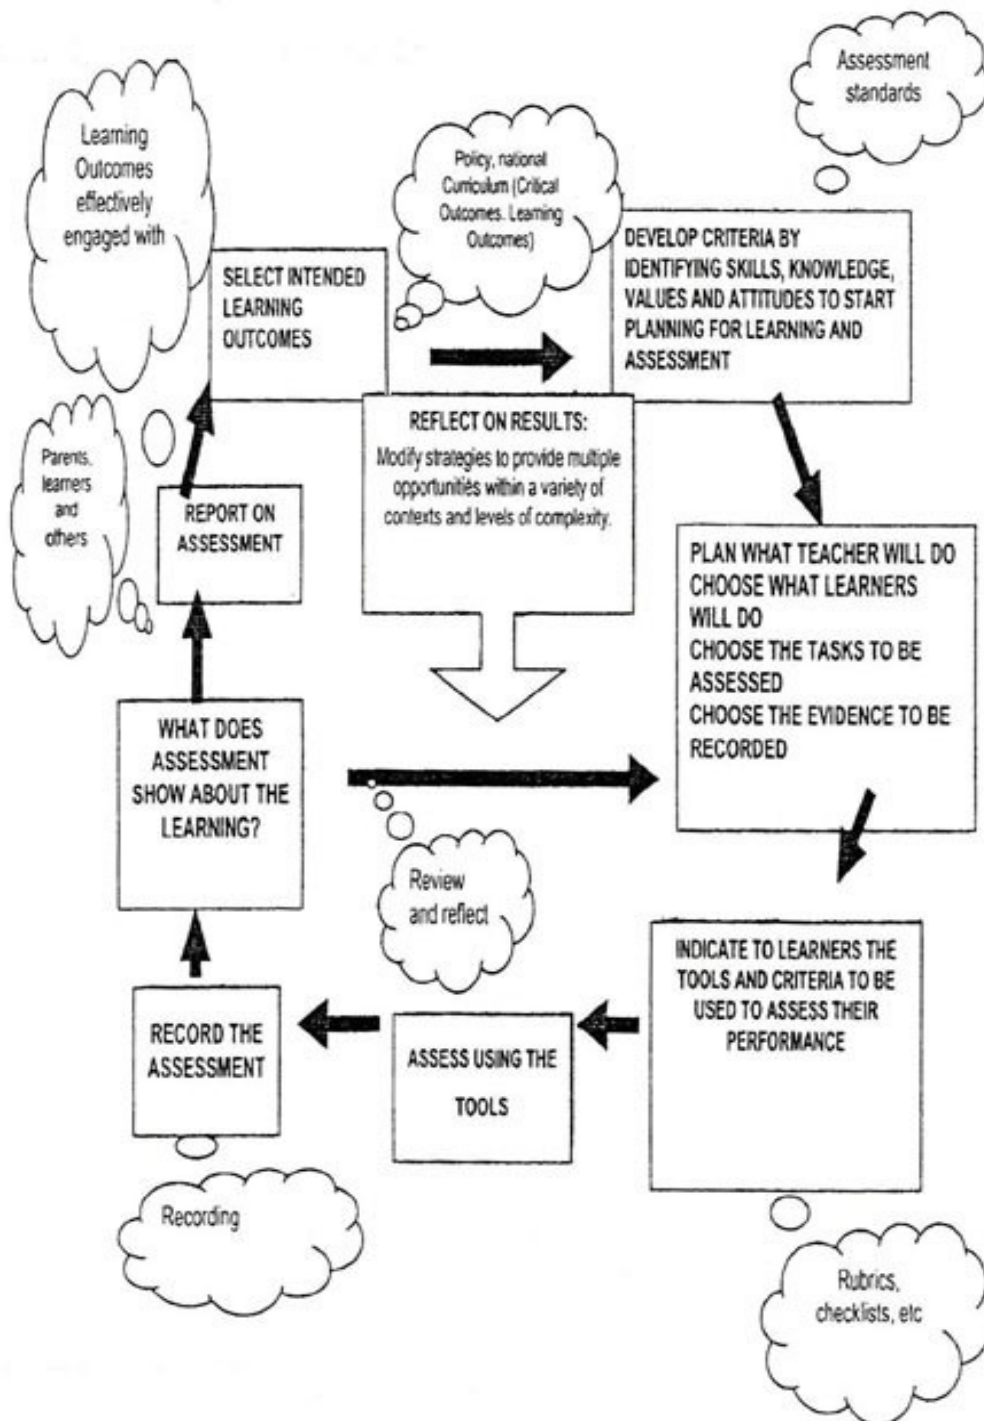 Assessment
standards
Learning
Outcomes
effectively
engaged with
Policy, national
Curriculum (Critical
Outcomes. Learning
Outcomes)
SELECT INTENDED
LEARNING
OUTCOMES
DEVELOP CRITERIA BY
IDENTIFYING SKILLS, KNOWLEDGE,
VALUES AND ATTITUDES TO START
PLANNING FOR LEARNING AND
ASSESSMENT
REFLECT ON RESULTS:
Modify strategies to provide multiple
opportunities within a variety of
contexts and levels of complexity.
Parents,
learners
and
others
REPORT ON
ASSESSMENT
PLAN WHAT TEACHER WILL DO
CHOOSE WHAT LEARNERS
WILL DO
CHOOSE THE TASKS TO BE
ASSESSED
CHOOSE THE EVIDENCE TO BE
RECORDED
WHAT DOES
ASSESSMENT
SHOW ABOUT THE
LEARNING?
Review
and reflect
INDICATE TO LEARNERS THE
TOOLS AND CRITERIA TO BE
USED TO ASSESS THEIR
PERFORMANCE
ASSESS USING THE
TOOLS
RECORD THE
ASSESSMENT
Recording
Rubrics,
checklists, etc